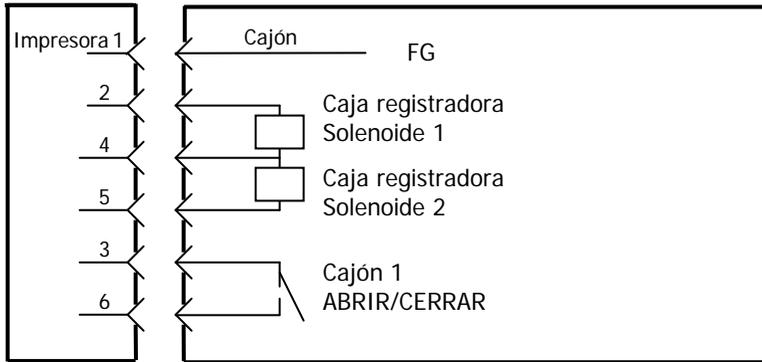 Impresora 1
Cajón
FG
2
Caja registradora
Solenoide 1
4
Caja registradora
Solenoide 2
5
3
Cajón 1
ABRIR/CERRAR
6